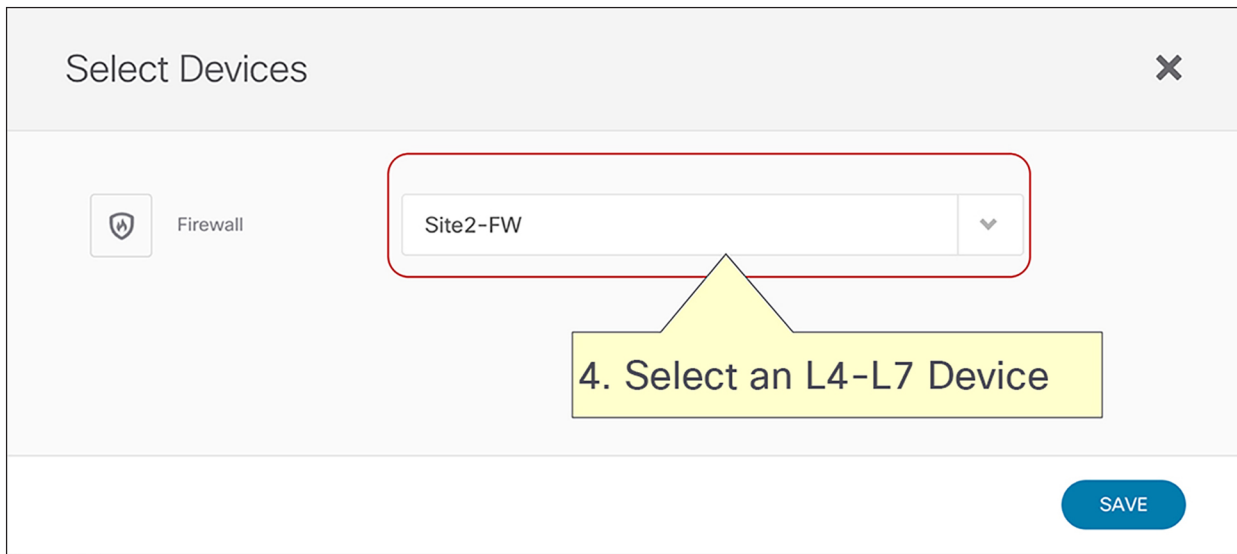 Select Devices
Firewall
Site2-FW
4. Select an L4-L7 Device
SAVE